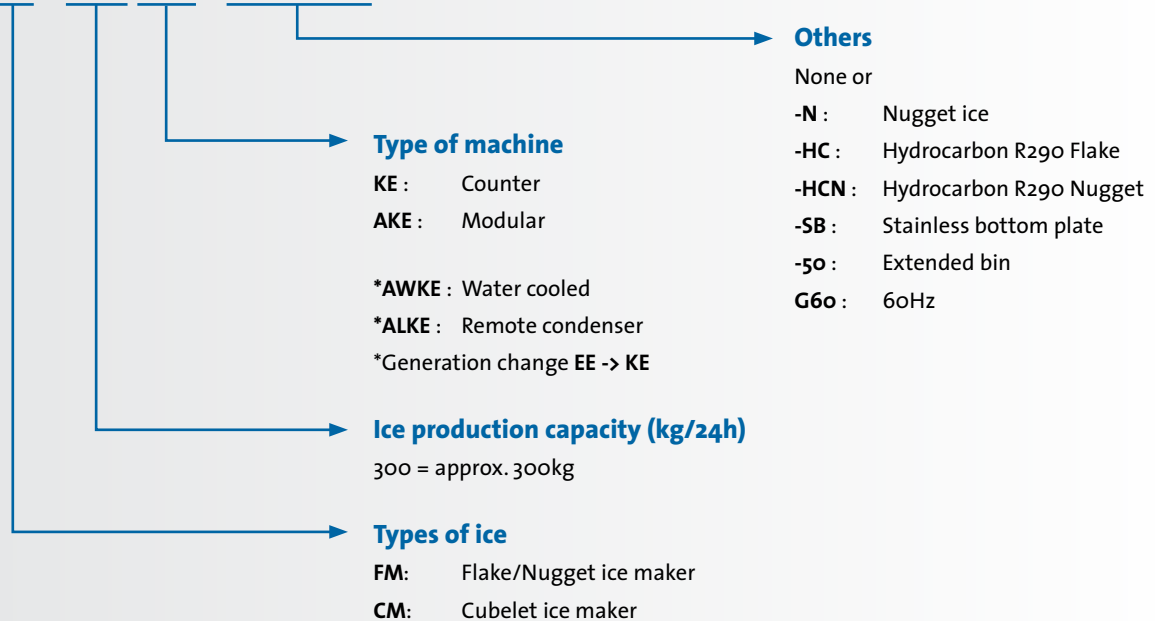 Others
None or
-N : Nugget ice
-HC : Hydrocarbon R290 Flake
-HCN : Hydrocarbon R290 Nugget
-SB : Stainless bottom plate
-50 : Extended bin
G60 : 60Hz
Type of machine
KE : Counter
AKE : Modular
*AWKE : Water cooled
*ALKE : Remote condenser
*Generation change EE -> KE
Ice production capacity (kg/24h)
300 = approx. 300kg
Types of ice
FM: Flake/Nugget ice maker
CM: Cubelet ice maker